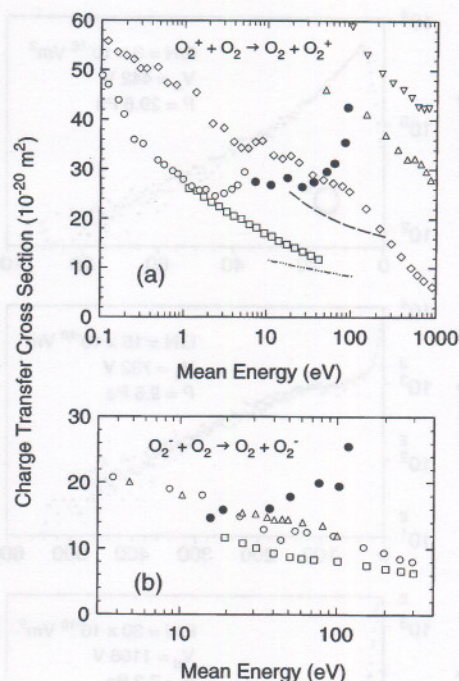 60
50
40
30
20
10
0
O₂⁺ + O₂ → O₂ + O₂⁺
(a)
0.1 1 10 100 1000
Mean Energy (eV)
Charge Transfer Cross Section (10⁻²⁰ m²)
30
20
10
0
O₂⁻ + O₂ → O₂ + O₂⁻
(b)
10 100
Mean Energy (eV)